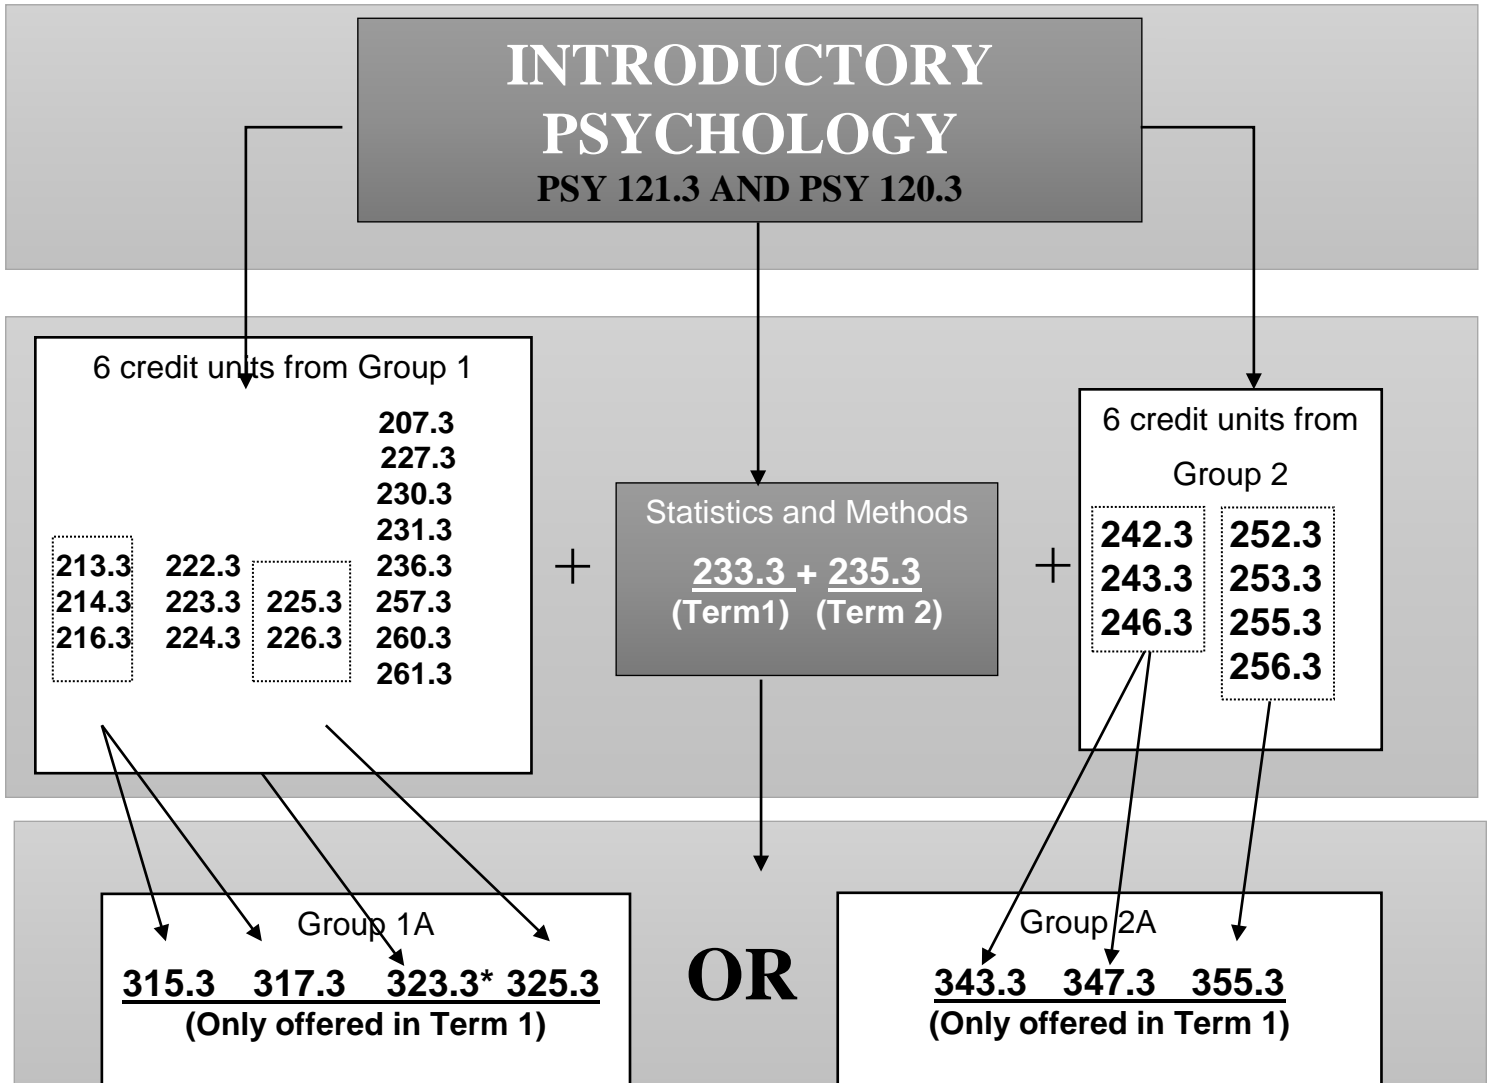 INTRODUCTORY
PSYCHOLOGY
PSY 121.3 AND PSY 120.3
6 credit units from Group 1
207.3
227.3
230.3
231.3
213.3 222.3 236.3
214.3 223.3 225.3 257.3
216.3 224.3 226.3 260.3
261.3
+
Statistics and Methods
233.3 + 235.3
(Term1) (Term 2)
+
6 credit units from
Group 2
242.3 252.3
243.3 253.3
246.3 255.3
256.3
Group 1A
315.3 317.3 323.3* 325.3
(Only offered in Term 1)
OR
Group 2A
343.3 347.3 355.3
(Only offered in Term 1)